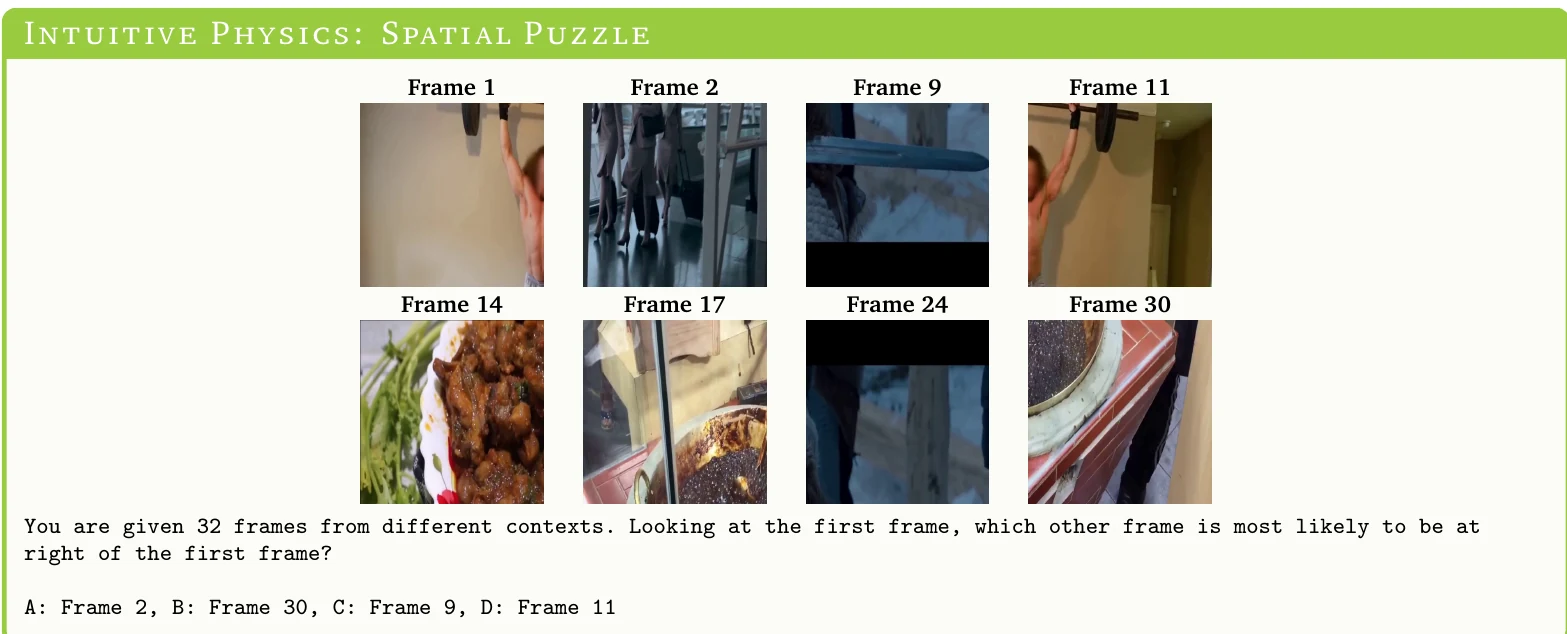 INTUITIVE PHYSICS: SPATIAL PUZZLE
Frame 1 Frame 2 Frame 9 Frame 11
Frame 14 Frame 17 Frame 24 Frame 30
You are given 32 frames from different contexts. Looking at the first frame, which other frame is most likely to be at
right of the first frame?
A: Frame 2, B: Frame 30, C: Frame 9, D: Frame 11